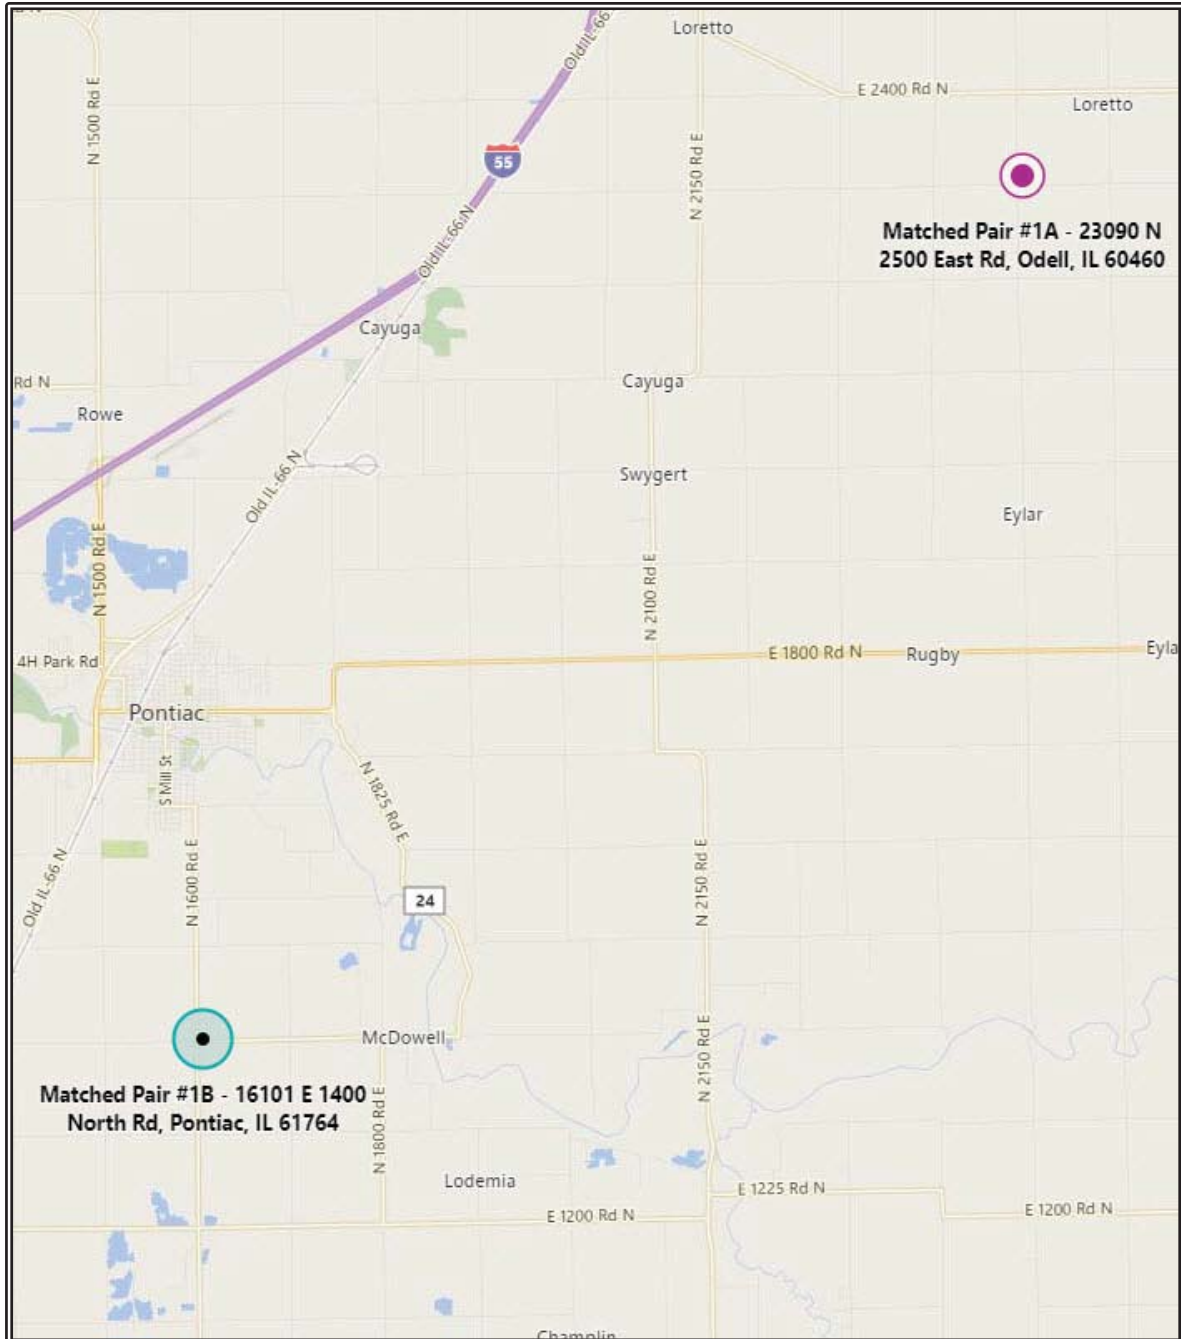 Loretto
Old IL-66
E 2400 Rd N
Loretto
N 1500 Rd E
55
N 2150 Rd E
Matched Pair #1A - 23090 N
2500 East Rd, Odell, IL 60460
Old IL-66 N
Cayuga
Rd N
Cayuga
Rowe
Swygert
Old IL-66 N
Eylar
N 1500 Rd E
N 2100 Rd E
4H Park Rd
E 1800 Rd N
Rugby
Eyla
Pontiac
S Mill St
N 1825 Rd E
N 1600 Rd E
N 2150 Rd E
Old IL-66 N
24
McDowell
N 2150 Rd E
Matched Pair #1B - 16101 E 1400
North Rd, Pontiac, IL 61764
N 1800 Rd E
Lodemia
E 1225 Rd N
E 1200 Rd N
E 1200 Rd N
Champlin